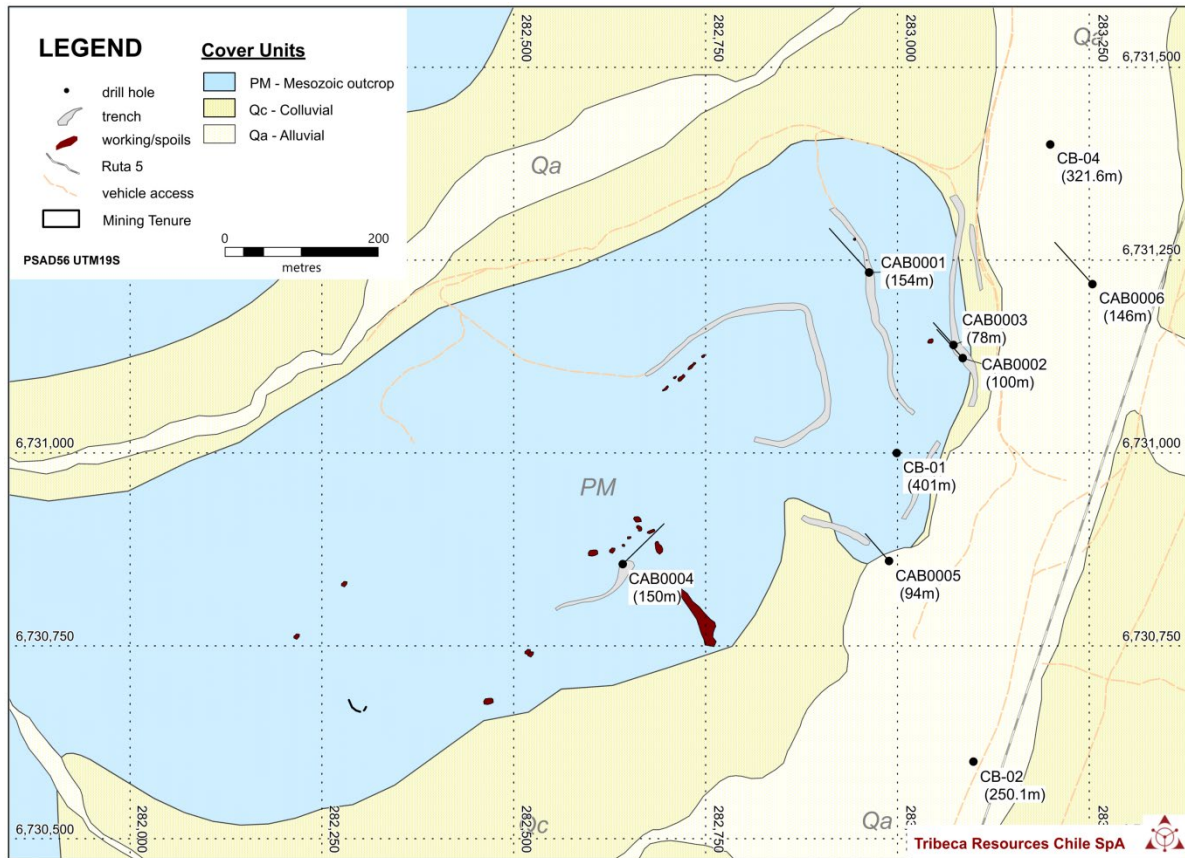 LEGEND
drill hole
trench
working/spoils
Ruta 5
vehicle access
Mining Tenure
PSAD56 UTM19S
Cover Units
PM - Mesozoic outcrop
Qc - Colluvial
Qa - Alluvial
0
200
metres
282,500
282,750
283,000
283,250
Qa
6,731,500
Qa
CB-04
(321.6m)
6,731,250
CAB0001
(154m)
CAB0006
(146m)
CAB0003
(78m)
CAB0002
(100m)
6,731,000
6,731,000
CB-01
(401m)
PM
CAB0004
(150m)
CAB0005
(94m)
6,730,750
6,730,750
CB-02
(250.1m)
6,730,500
282,000
282,250
282,500
Qc
282,750
Qa
Tribeca Resources Chile SpA